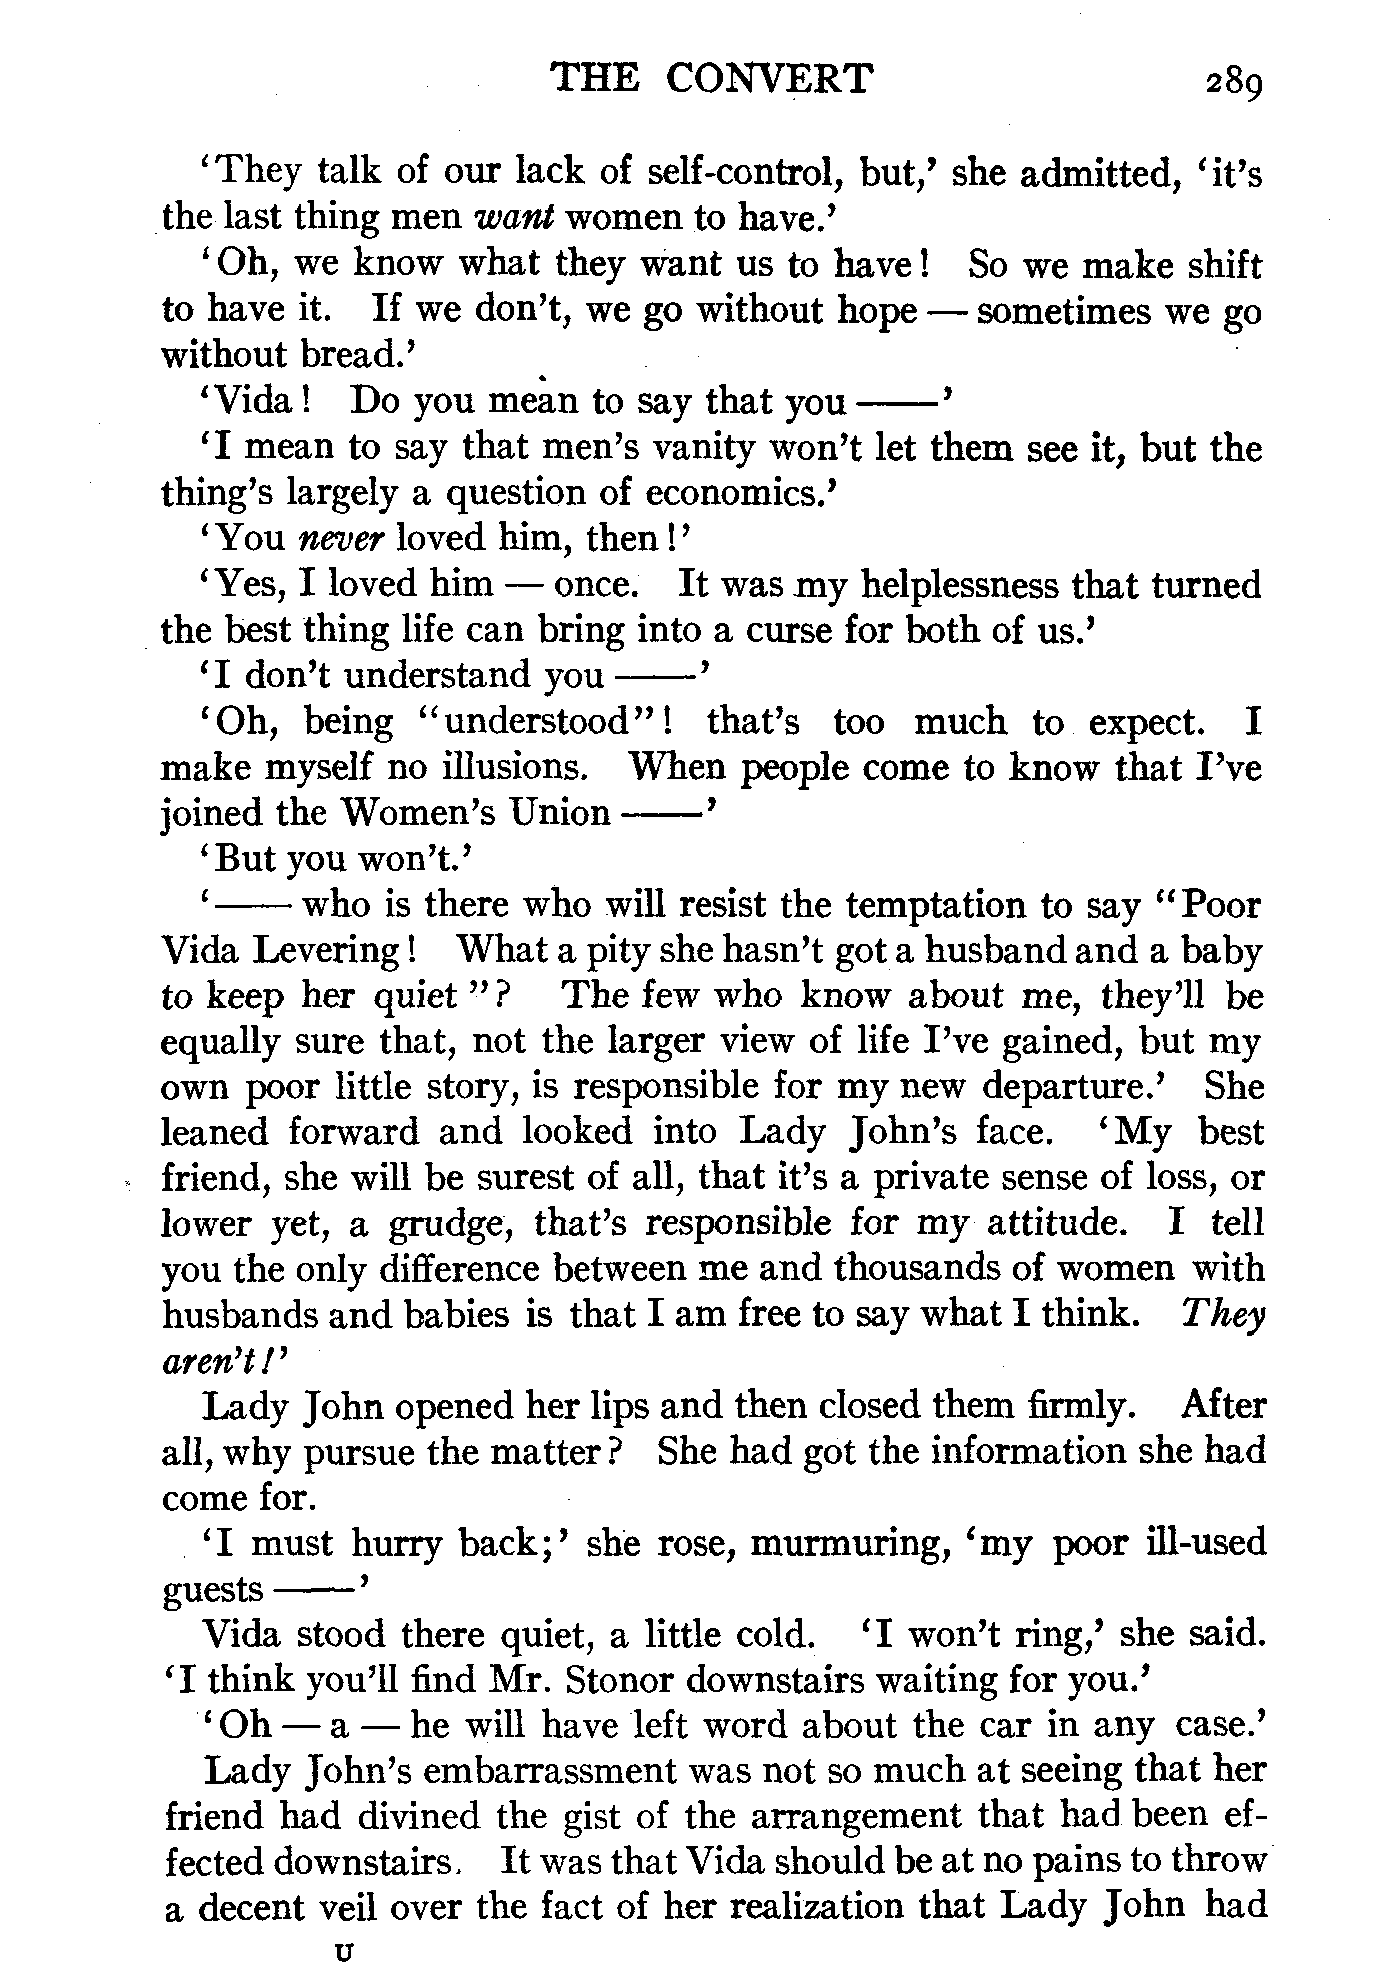 THE CONVERT 289
‘They talk of our lack of self-control, but,’ she admitted, ‘it’s
the last thing men want women to have.’
‘Oh, we know what they want us to have! So we make shift
to have it. If we don’t, we go without hope — sometimes we go
without bread.’
‘Vida! Do you mean to say that you ——’
‘I mean to say that men’s vanity won’t let them see it, but the
thing’s largely a question of economics.’
‘You never loved him, then!’
‘Yes, I loved him — once. It was my helplessness that turned
the best thing life can bring into a curse for both of us.’
‘I don’t understand you ——’
‘Oh, being “understood”! that’s too much to expect. I
make myself no illusions. When people come to know that I’ve
joined the Women’s Union ——’
‘But you won’t.’
‘—— who is there who will resist the temptation to say “Poor
Vida Levering! What a pity she hasn’t got a husband and a baby
to keep her quiet”? The few who know about me, they’ll be
equally sure that, not the larger view of life I’ve gained, but my
own poor little story, is responsible for my new departure.’ She
leaned forward and looked into Lady John’s face. ‘My best
friend, she will be surest of all, that it’s a private sense of loss, or
lower yet, a grudge, that’s responsible for my attitude. I tell
you the only difference between me and thousands of women with
husbands and babies is that I am free to say what I think. They
aren’t!’
Lady John opened her lips and then closed them firmly. After
all, why pursue the matter? She had got the information she had
come for.
‘I must hurry back;’ she rose, murmuring, ‘my poor ill-used
guests ——’
Vida stood there quiet, a little cold. ‘I won’t ring,’ she said.
‘I think you’ll find Mr. Stonor downstairs waiting for you.’
‘Oh — a — he will have left word about the car in any case.’
Lady John’s embarrassment was not so much at seeing that her
friend had divined the gist of the arrangement that had been ef-
fected downstairs. It was that Vida should be at no pains to throw
a decent veil over the fact of her realization that Lady John had
U